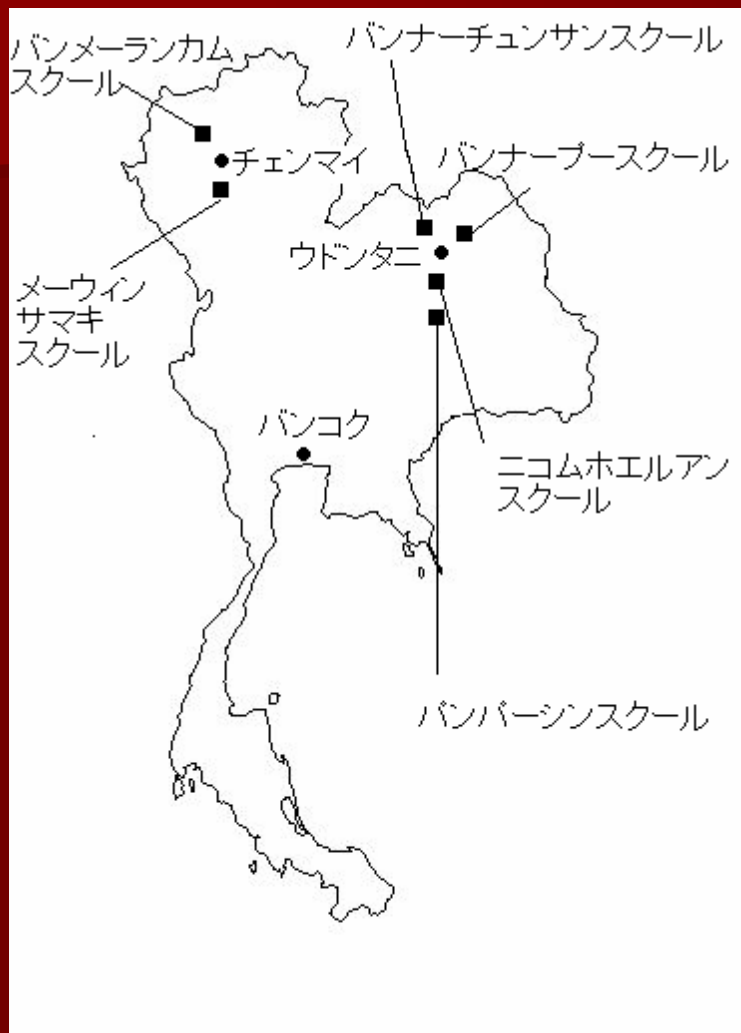 バンメーランカム
スクール
バンナーチュンサンスクール
チェンマイ
バンナープースクール
ウドンタニ
メーウィン
サマキ
スクール
バンコク
ニコムホエルアン
スクール
バンパーシンスクール